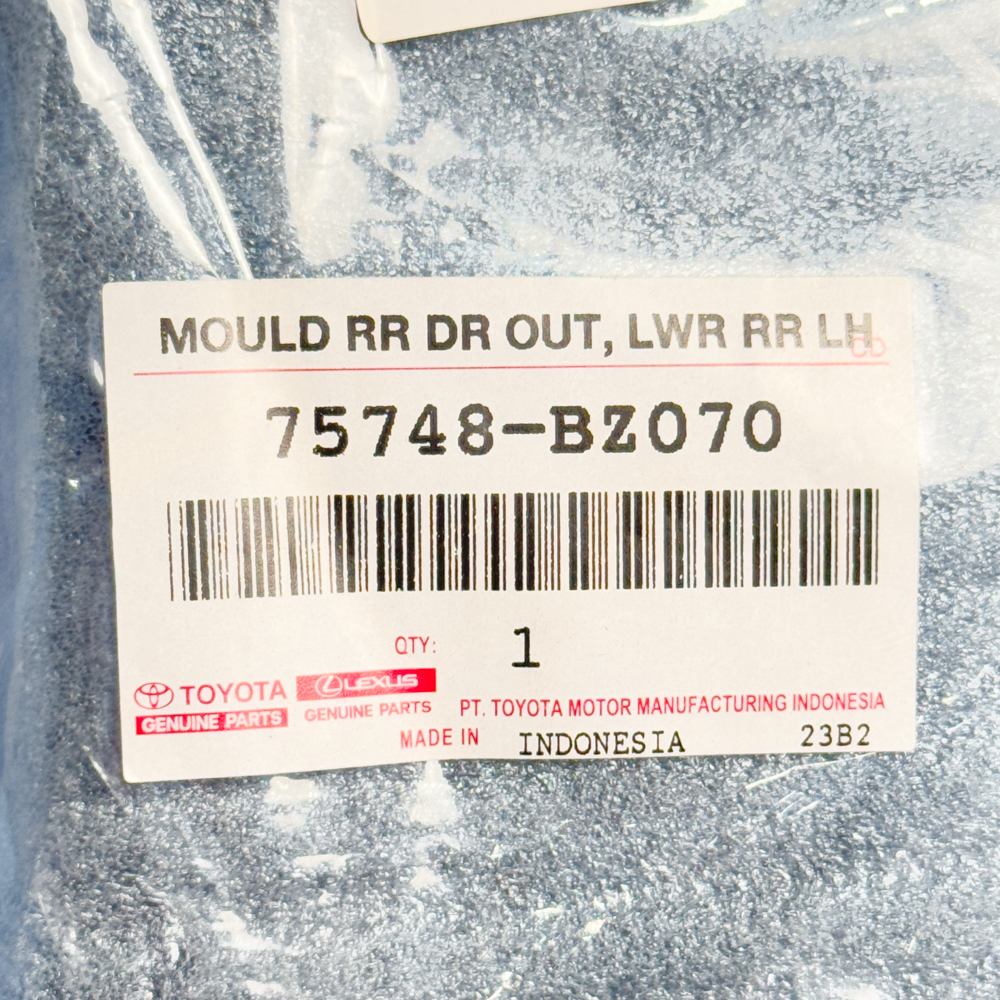 MOULD RR DR OUT, LWR RR LH
CD
75748-BZ070
QTY: 1
TOYOTA
GENUINE PARTS
LEXUS
GENUINE PARTS
PT. TOYOTA MOTOR MANUFACTURING INDONESIA
MADE IN INDONESIA 23B2